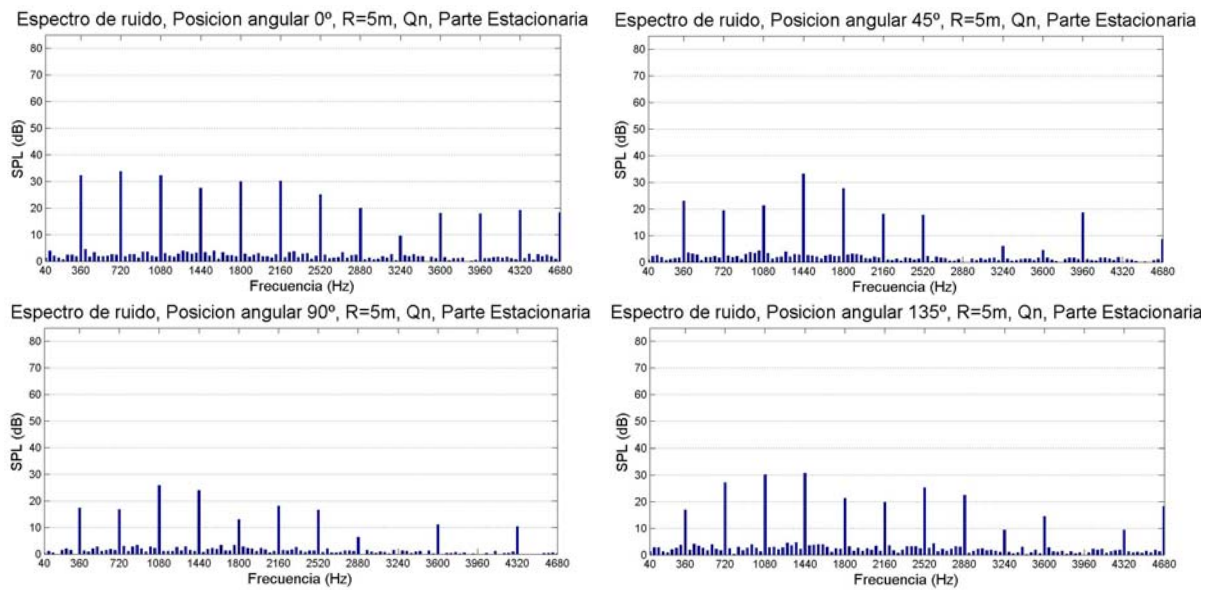 Espectro de ruido, Posicion angular 0º, R=5m, Qn, Parte Estacionaria
80
70
60
50
40
30
20
10
0
SPL (dB)
40 360 720 1080 1440 1800 2160 2520 2880 3240 3600 3960 4320 4680
Frecuencia (Hz)
Espectro de ruido, Posicion angular 45º, R=5m, Qn, Parte Estacionaria
80
70
60
50
40
30
20
10
0
SPL (dB)
40 360 720 1080 1440 1800 2160 2520 2880 3240 3600 3960 4320 4680
Frecuencia (Hz)
Espectro de ruido, Posicion angular 90º, R=5m, Qn, Parte Estacionaria
80
70
60
50
40
30
20
10
0
SPL (dB)
40 360 720 1080 1440 1800 2160 2520 2880 3240 3600 3960 4320 4680
Frecuencia (Hz)
Espectro de ruido, Posicion angular 135º, R=5m, Qn, Parte Estacionaria
80
70
60
50
40
30
20
10
0
SPL (dB)
40 360 720 1080 1440 1800 2160 2520 2880 3240 3600 3960 4320 4680
Frecuencia (Hz)